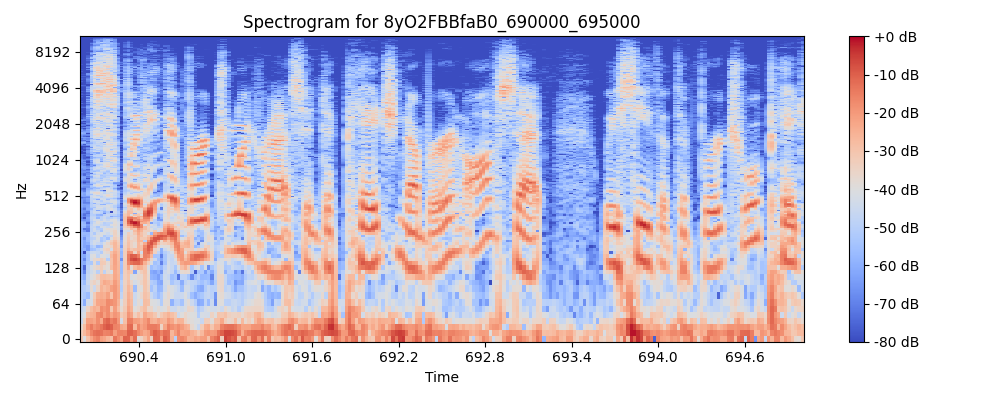 Spectrogram for 8yO2FBBfaB0_690000_695000
8192
4096
2048
1024
512
256
128
64
0
Hz
690.4 691.0 691.6 692.2 692.8 693.4 694.0 694.6
Time
+0 dB
-10 dB
-20 dB
-30 dB
-40 dB
-50 dB
-60 dB
-70 dB
-80 dB